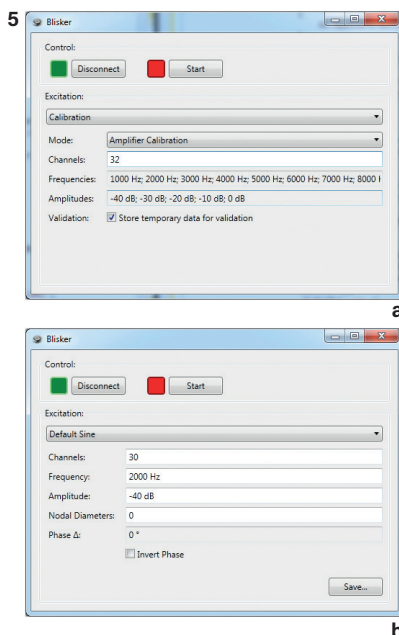 5
Blisker
Control:
Disconnect Start
Excitation:
Calibration
Mode: Amplifier Calibration
Channels: 32
Frequencies: 1000 Hz; 2000 Hz; 3000 Hz; 4000 Hz; 5000 Hz; 6000 Hz; 7000 Hz; 8000 H
Amplitudes: -40 dB; -30 dB; -20 dB; -10 dB; 0 dB
Validation: Store temporary data for validation
a
Blisker
Control:
Disconnect Start
Excitation:
Default Sine
Channels: 30
Frequency: 2000 Hz
Amplitude: -40 dB
Nodal Diameters: 0
Phase Δ: 0 °
Invert Phase
Save...
b